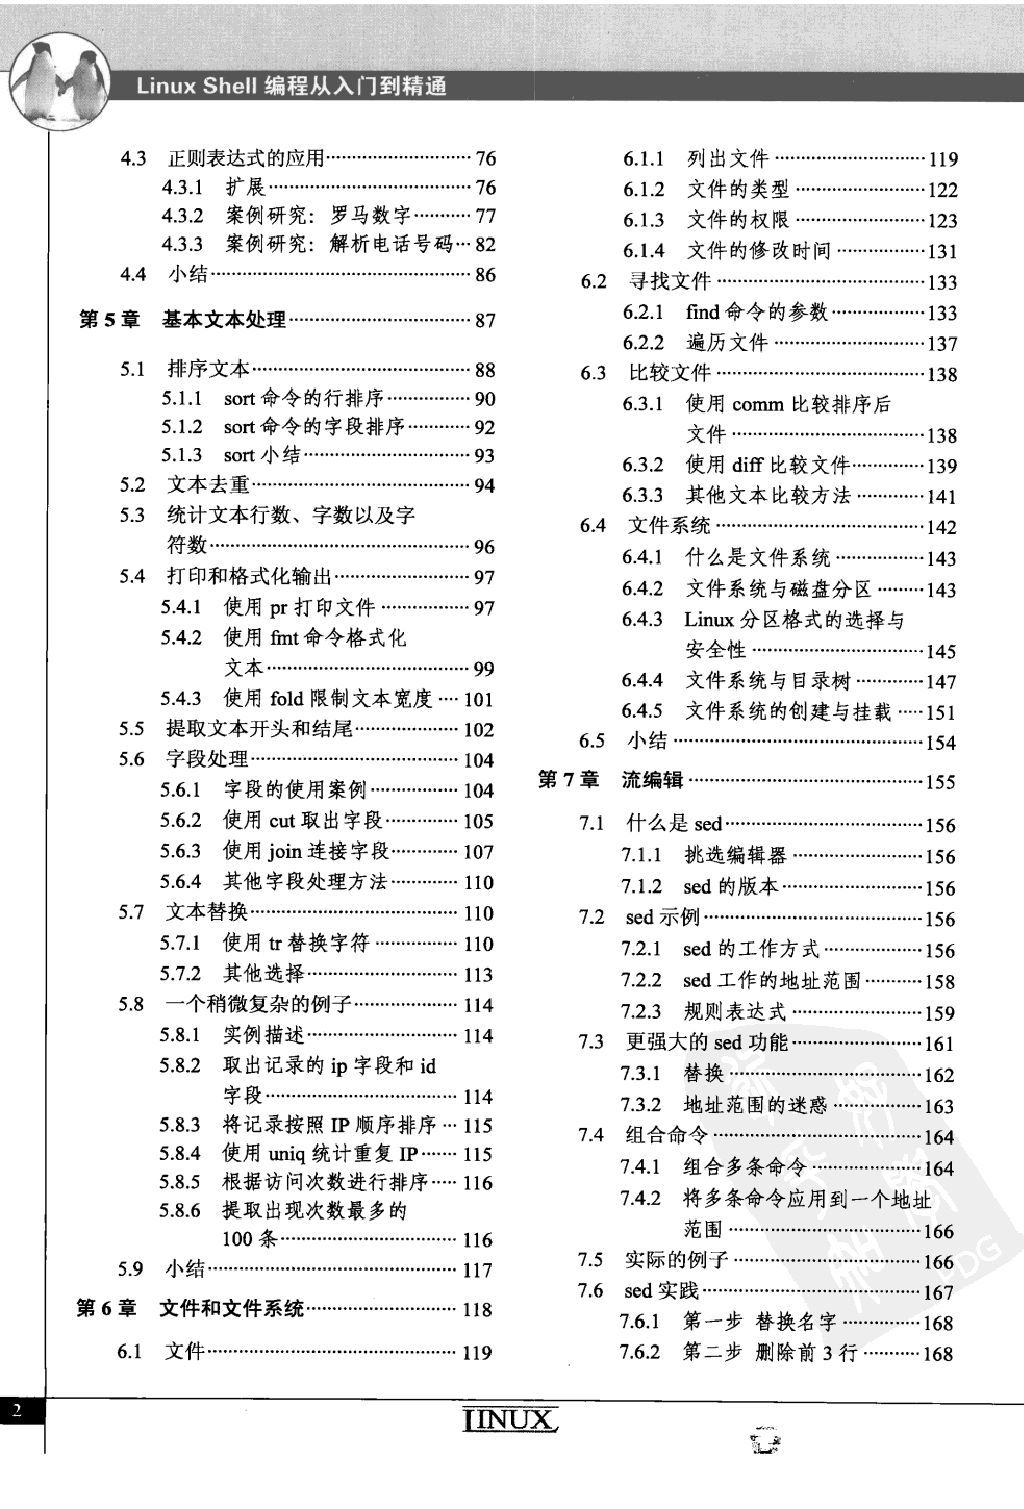 Linux Shell 编程从入门到精通
4.3 正则表达式的应用………………………76
4.3.1 扩展………………………………76
4.3.2 案例研究：罗马数字…………77
4.3.3 案例研究：解析电话号码…82
4.4 小结………………………………………86
第 5 章 基本文本处理……………………………87
5.1 排序文本…………………………………88
5.1.1 sort 命令的行排序……………90
5.1.2 sort 命令的字段排序…………92
5.1.3 sort 小结…………………………93
5.2 文本去重…………………………………94
5.3 统计文本行数、字数以及字
符数………………………………………96
5.4 打印和格式化输出……………………97
5.4.1 使用 pr 打印文件……………97
5.4.2 使用 fmt 命令格式化
文本………………………………99
5.4.3 使用 fold 限制文本宽度…101
5.5 提取文本开头和结尾………………102
5.6 字段处理………………………………104
5.6.1 字段的使用案例……………104
5.6.2 使用 cut 取出字段…………105
5.6.3 使用 join 连接字段…………107
5.6.4 其他字段处理方法…………110
5.7 文本替换………………………………110
5.7.1 使用 tr 替换字符……………110
5.7.2 其他选择………………………113
5.8 一个稍微复杂的例子………………114
5.8.1 实例描述………………………114
5.8.2 取出记录的 ip 字段和 id
字段……………………………114
5.8.3 将记录按照 IP 顺序排序…115
5.8.4 使用 uniq 统计重复 IP……115
5.8.5 根据访问次数进行排序……116
5.8.6 提取出现次数最多的
100 条……………………………116
5.9 小结………………………………………117
第 6 章 文件和文件系统………………………118
6.1 文件………………………………………119
6.1.1 列出文件………………………119
6.1.2 文件的类型……………………122
6.1.3 文件的权限……………………123
6.1.4 文件的修改时间……………131
6.2 寻找文件………………………………133
6.2.1 find 命令的参数……………133
6.2.2 遍历文件………………………137
6.3 比较文件………………………………138
6.3.1 使用 comm 比较排序后
文件……………………………138
6.3.2 使用 diff 比较文件…………139
6.3.3 其他文本比较方法…………141
6.4 文件系统………………………………142
6.4.1 什么是文件系统……………143
6.4.2 文件系统与磁盘分区………143
6.4.3 Linux 分区格式的选择与
安全性…………………………145
6.4.4 文件系统与目录树…………147
6.4.5 文件系统的创建与挂载……151
6.5 小结………………………………………154
第 7 章 流编辑……………………………………155
7.1 什么是 sed……………………………156
7.1.1 挑选编辑器……………………156
7.1.2 sed 的版本……………………156
7.2 sed 示例…………………………………156
7.2.1 sed 的工作方式………………156
7.2.2 sed 工作的地址范围………158
7.2.3 规则表达式……………………159
7.3 更强大的 sed 功能……………………161
7.3.1 替换……………………………162
7.3.2 地址范围的迷惑……………163
7.4 组合命令………………………………164
7.4.1 组合多条命令………………164
7.4.2 将多条命令应用到一个地址
范围……………………………166
7.5 实际的例子……………………………166
7.6 sed 实践…………………………………167
7.6.1 第一步 替换名字……………168
7.6.2 第二步 删除前 3 行…………168
PDG
2
LINUX